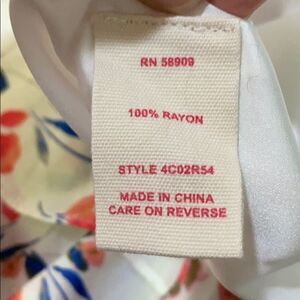 RN 58909
100% RAYON
STYLE 4C02R54
MADE IN CHINA
CARE ON REVERSE